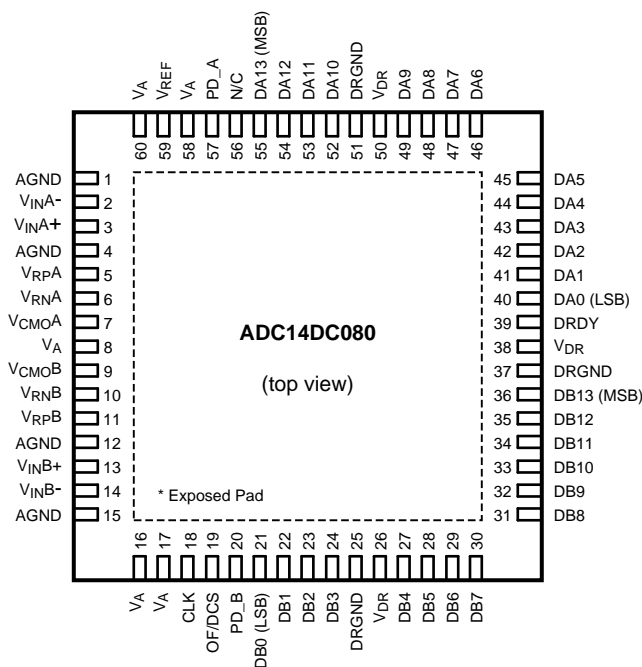 VA
VREF
VA
PD_A
N/C
DA13 (MSB)
DA12
DA11
DA10
DRGND
VDR
DA9
DA8
DA7
DA6
60 59 58 57 56 55 54 53 52 51 50 49 48 47 46
AGND 1
VINA- 2
VINA+ 3
AGND 4
VRPA 5
VRNA 6
VCMOA 7
VA 8
VCMOB 9
VRNB 10
VRPB 11
AGND 12
VINB+ 13
VINB- 14
AGND 15
ADC14DC080
(top view)
* Exposed Pad
45 DA5
44 DA4
43 DA3
42 DA2
41 DA1
40 DA0 (LSB)
39 DRDY
38 VDR
37 DRGND
36 DB13 (MSB)
35 DB12
34 DB11
33 DB10
32 DB9
31 DB8
16 17 18 19 20 21 22 23 24 25 26 27 28 29 30
VA
VA
CLK
OF/DCS
PD_B
DB0 (LSB)
DB1
DB2
DB3
DRGND
VDR
DB4
DB5
DB6
DB7